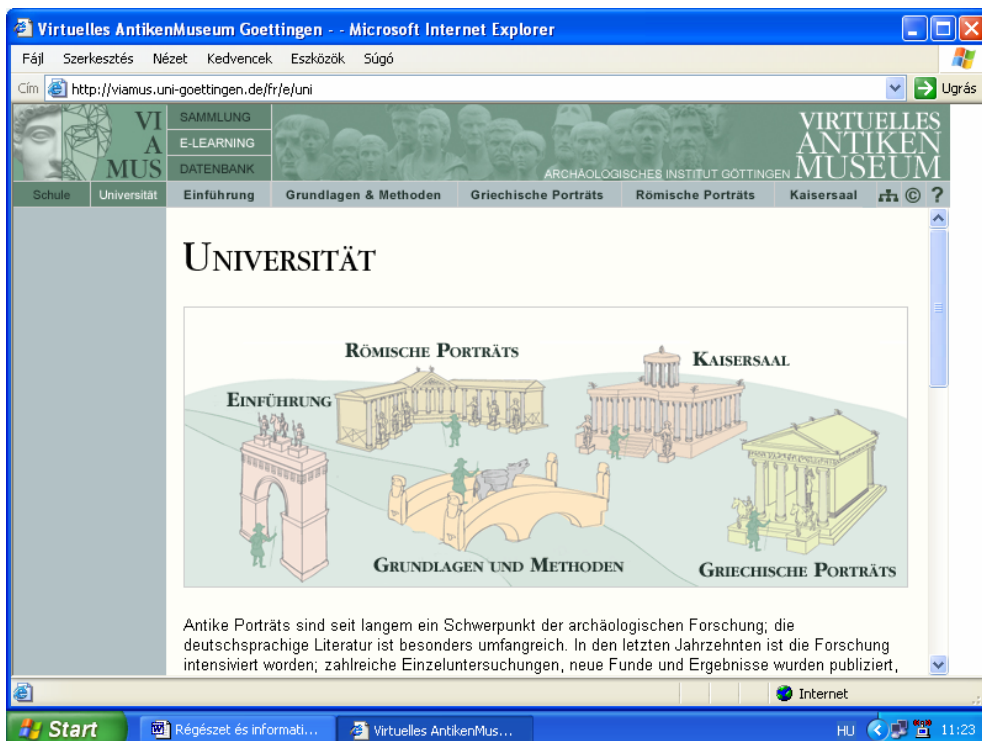 Virtuelles AntikenMuseum Goettingen - - Microsoft Internet Explorer
Fájl Szerkesztés Nézet Kedvencek Eszközök Súgó
Cím http://viamus.uni-goettingen.de/fr/e/uni Ugrás
VI
A
MUS
SAMMLUNG
E-LEARNING
DATENBANK
ARCHÄOLOGISCHES INSTITUT GÖTTINGEN
VIRTUELLES
ANTIKEN
MUSEUM
Schule Universität Einführung Grundlagen & Methoden Griechische Porträts Römische Porträts Kaisersaal © ?
UNIVERSITÄT
RÖMISCHE PORTRÄTS
KAISERSAAL
EINFÜHRUNG
GRUNDLAGEN UND METHODEN
GRIECHISCHE PORTRÄTS
Antike Porträts sind seit langem ein Schwerpunkt der archäologischen Forschung; die
deutschsprachige Literatur ist besonders umfangreich. In den letzten Jahrzehnten ist die Forschung
intensiviert worden; zahlreiche Einzeluntersuchungen, neue Funde und Ergebnisse wurden publiziert,
Internet
Start Régészet és informati... Virtuelles AntikenMus... HU 11:23